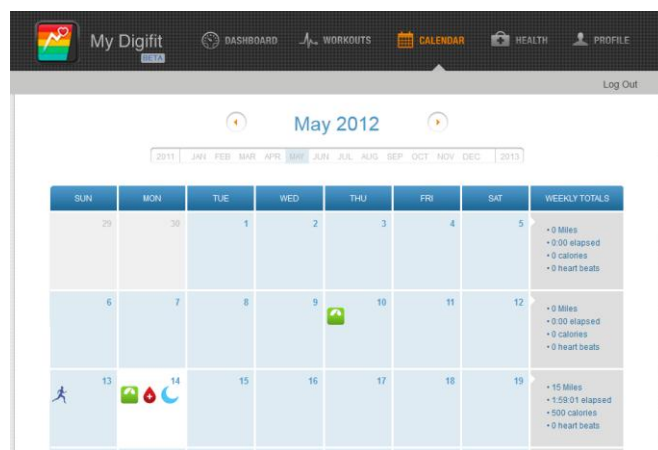 My Digifit
BETA
DASHBOARD
WORKOUTS
CALENDAR
HEALTH
PROFILE
Log Out
May 2012
2011 JAN FEB MAR APR MAY JUN JUL AUG SEP OCT NOV DEC 2013
SUN MON TUE WED THU FRI SAT WEEKLY TOTALS
29 30 1 2 3 4 5
• 0 Miles
• 0:00 elapsed
• 0 calories
• 0 heart beats
6 7 8 9 10 11 12
• 0 Miles
• 0:00 elapsed
• 0 calories
• 0 heart beats
13 14 15 16 17 18 19
• 15 Miles
• 1:59:01 elapsed
• 500 calories
• 0 heart beats